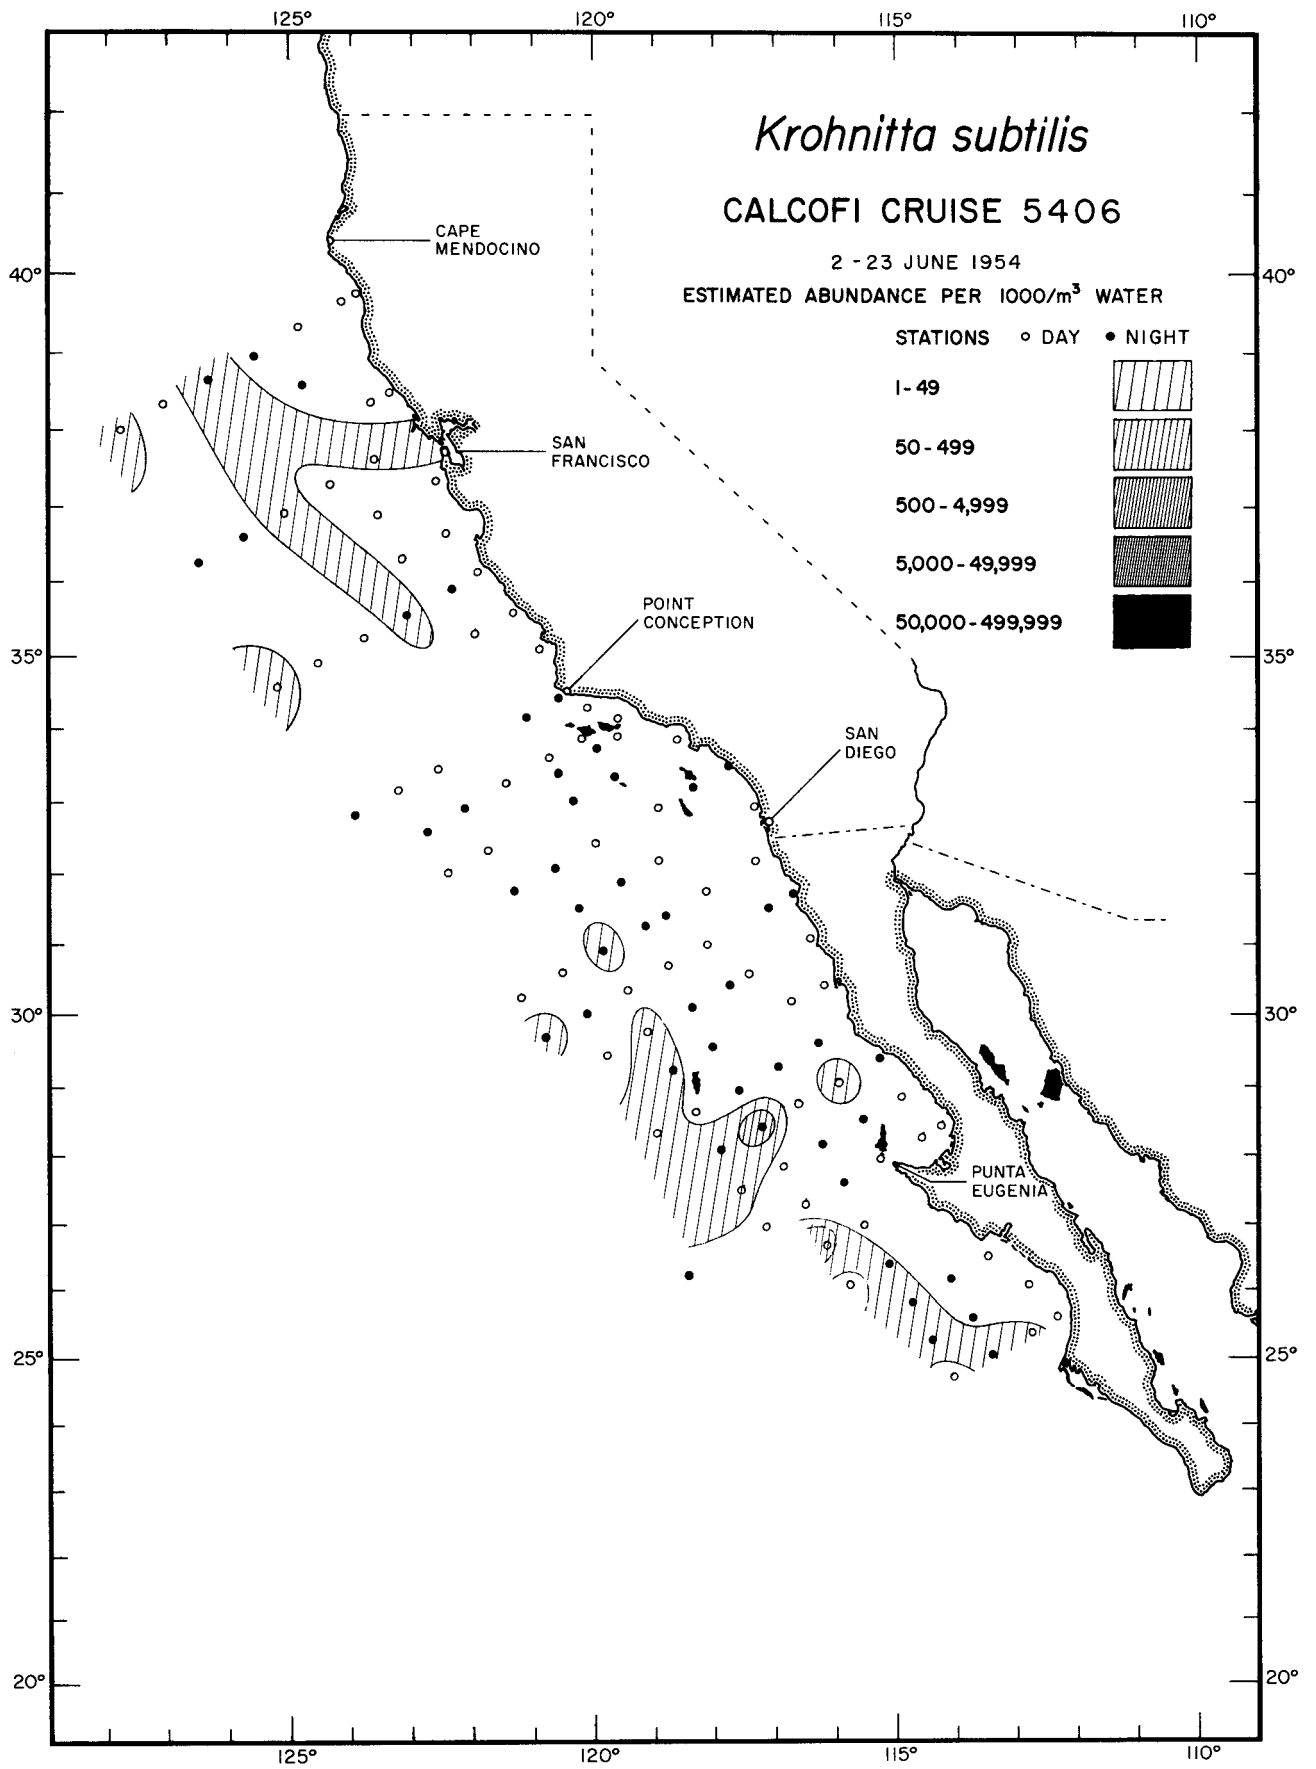 125° 120° 115° 110°
Krohnitta subtilis
CALCOFI CRUISE 5406
2-23 JUNE 1954
ESTIMATED ABUNDANCE PER 1000/m³ WATER
STATIONS ○ DAY ● NIGHT
1-49
50-499
500-4,999
5,000-49,999
50,000-499,999
CAPE
MENDOCINO
40° 40°
SAN
FRANCISCO
POINT
CONCEPTION
35° 35°
SAN
DIEGO
30° 30°
PUNTA
EUGENIA
25° 25°
20° 20°
125° 120° 115° 110°